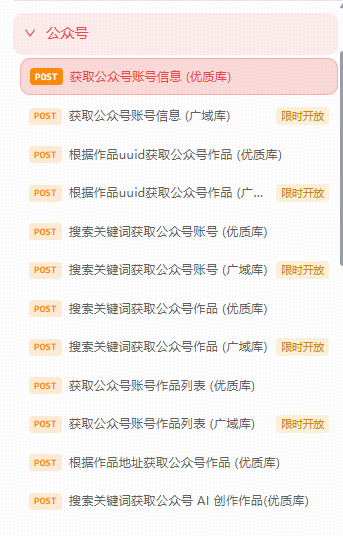 公众号
POST 获取公众号账号信息 (优质库)
POST 获取公众号账号信息 (广域库) 限时开放
POST 根据作品uuid获取公众号作品 (优质库)
POST 根据作品uuid获取公众号作品 (广... 限时开放
POST 搜索关键词获取公众号账号 (优质库)
POST 搜索关键词获取公众号账号 (广域库) 限时开放
POST 搜索关键词获取公众号作品 (优质库)
POST 搜索关键词获取公众号作品 (广域库) 限时开放
POST 获取公众号账号作品列表 (优质库)
POST 获取公众号账号作品列表 (广域库) 限时开放
POST 根据作品地址获取公众号作品 (优质库)
POST 搜索关键词获取公众号 AI 创作作品(优质库)